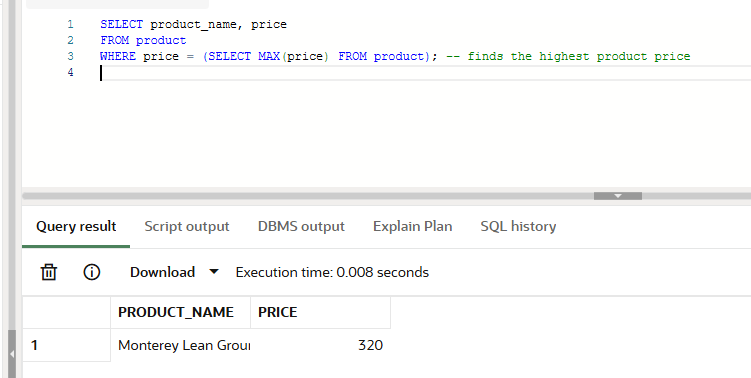 1 SELECT product_name, price
2 FROM product
3 WHERE price = (SELECT MAX(price) FROM product); -- finds the highest product price
4
Query result Script output DBMS output Explain Plan SQL history
Download Execution time: 0.008 seconds
PRODUCT_NAME PRICE
1 Monterey Lean Grou 320